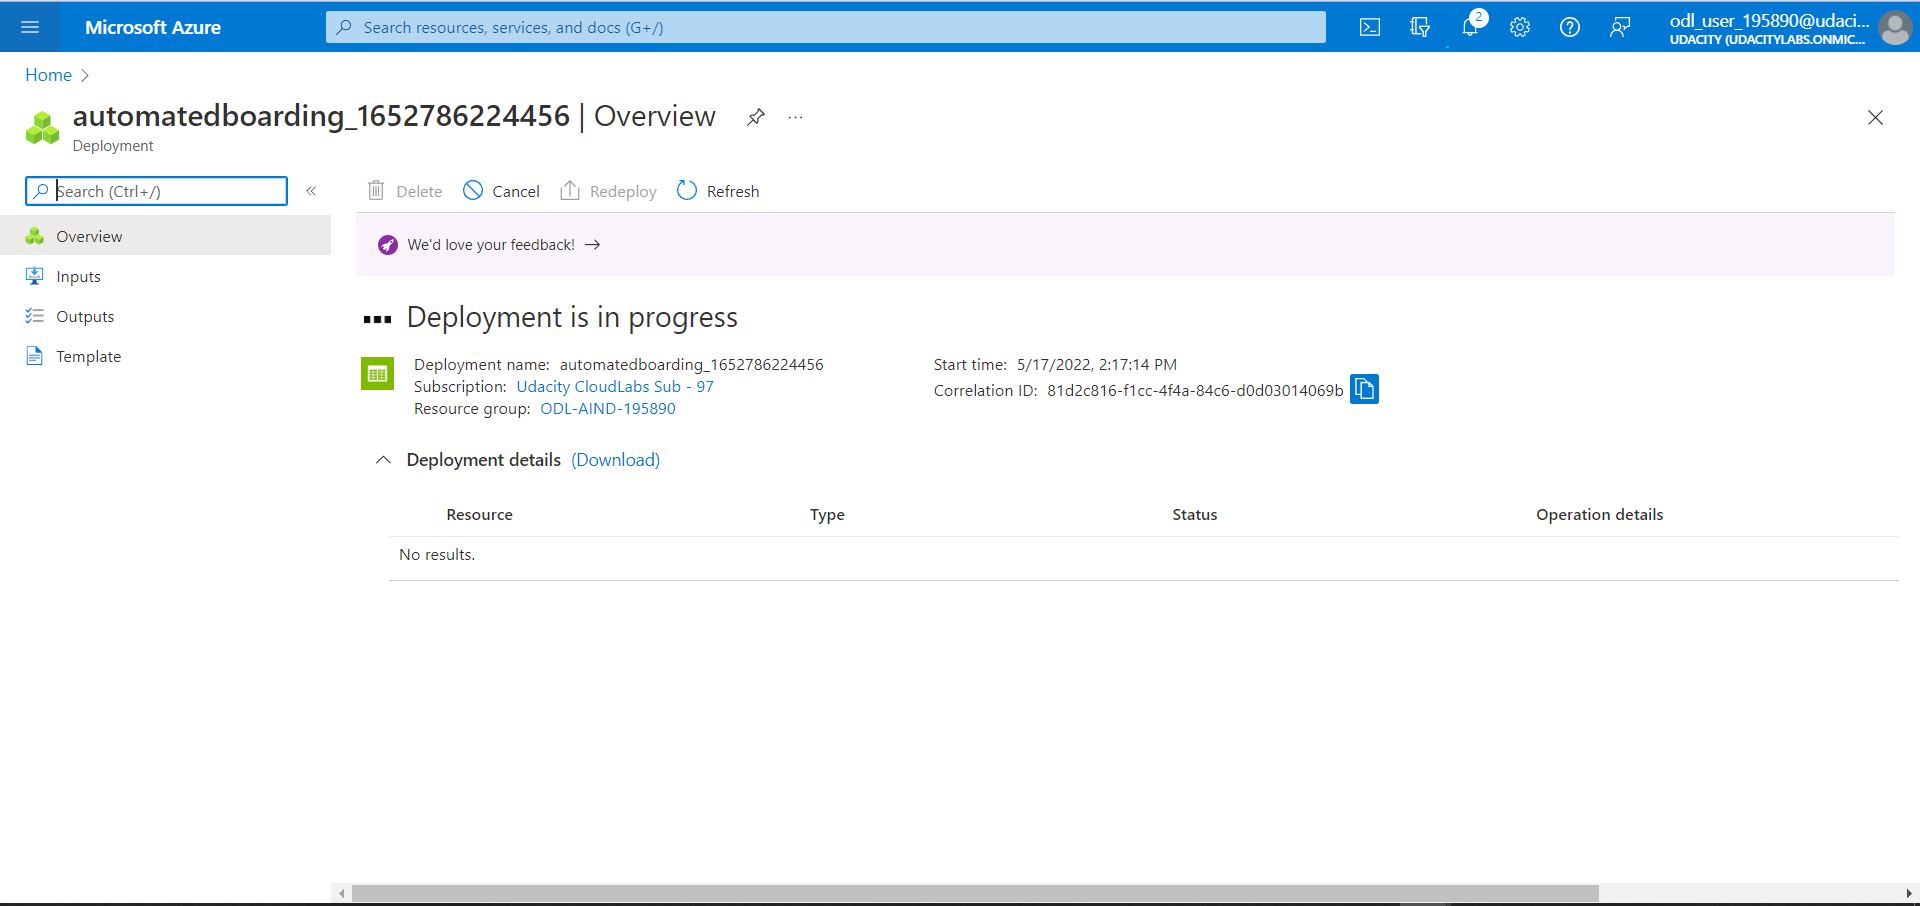 Microsoft Azure
Search resources, services, and docs (G+/)
2
odl_user_195890@udaci...
UDACITY (UDACITYLABS.ONMIC...
Home
automatedboarding_1652786224456 | Overview
Deployment
Search (Ctrl+/)
Delete
Cancel
Redeploy
Refresh
Overview
Inputs
Outputs
Template
We'd love your feedback!
Deployment is in progress
Deployment name: automatedboarding_1652786224456
Subscription: Udacity CloudLabs Sub - 97
Resource group: ODL-AIND-195890
Start time: 5/17/2022, 2:17:14 PM
Correlation ID: 81d2c816-f1cc-4f4a-84c6-d0d03014069b
Deployment details (Download)
Resource Type Status Operation details
No results.